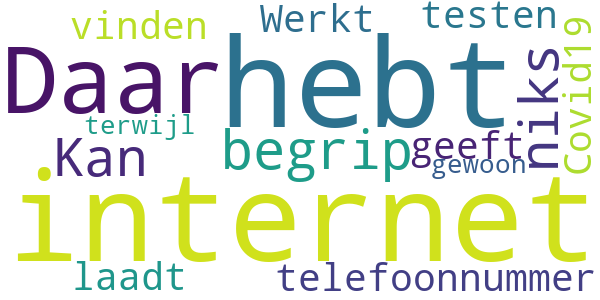 vinden
Werkt
testen
Daar
hebt
niks
Covid19
terwijl
Kan
begrip
geeft
gewoon
internet
laadt
telefoonnummer